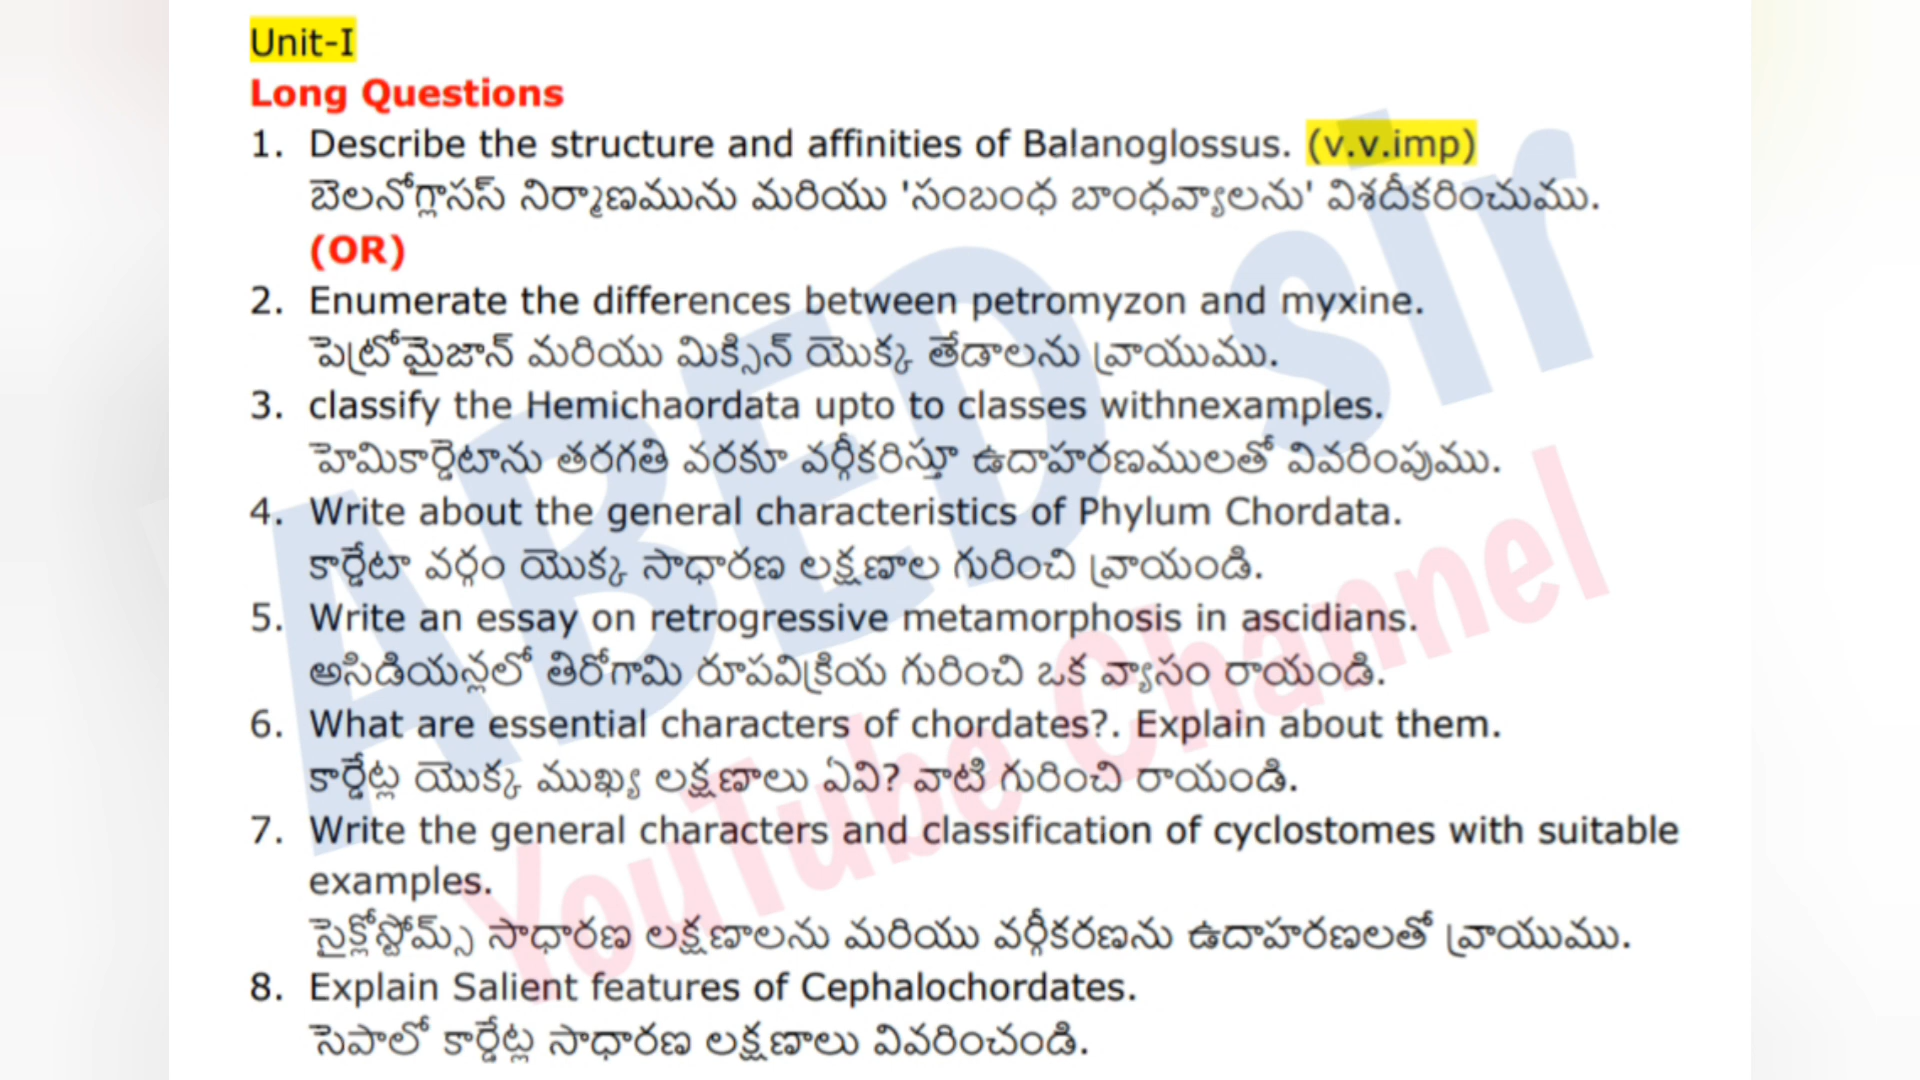 Unit-I
Long Questions
1. Describe the structure and affinities of Balanoglossus. (v.v.imp)
బెలనోగ్లాసస్ నిర్మాణమును మరియు 'సంబంధ బాంధవ్యాలను' విశదీకరించుము.
(OR)
2. Enumerate the differences between petromyzon and myxine.
పెట్రోమైజాన్ మరియు మిక్సిన్ యొక్క తేడాలను వ్రాయుము.
3. classify the Hemichaordata upto to classes withnexamples.
హెమికార్డెటాను తరగతి వరకూ వర్గీకరిస్తూ ఉదాహరణములతో వివరింపుము.
4. Write about the general characteristics of Phylum Chordata.
కార్డేటా వర్గం యొక్క సాధారణ లక్షణాల గురించి వ్రాయండి.
5. Write an essay on retrogressive metamorphosis in ascidians.
అసిడియన్లలో తిరోగామి రూపవిక్రియ గురించి ఒక వ్యాసం రాయండి.
6. What are essential characters of chordates?. Explain about them.
కార్డేట్ల యొక్క ముఖ్య లక్షణాలు ఏవి? వాటి గురించి రాయండి.
7. Write the general characters and classification of cyclostomes with suitable
examples.
సైక్లోస్టోమ్స్ సాధారణ లక్షణాలను మరియు వర్గీకరణను ఉదాహరణలతో వ్రాయుము.
8. Explain Salient features of Cephalochordates.
సెపాలో కార్డేట్ల సాధారణ లక్షణాలు వివరించండి.
ABED sir
YouTube Channel